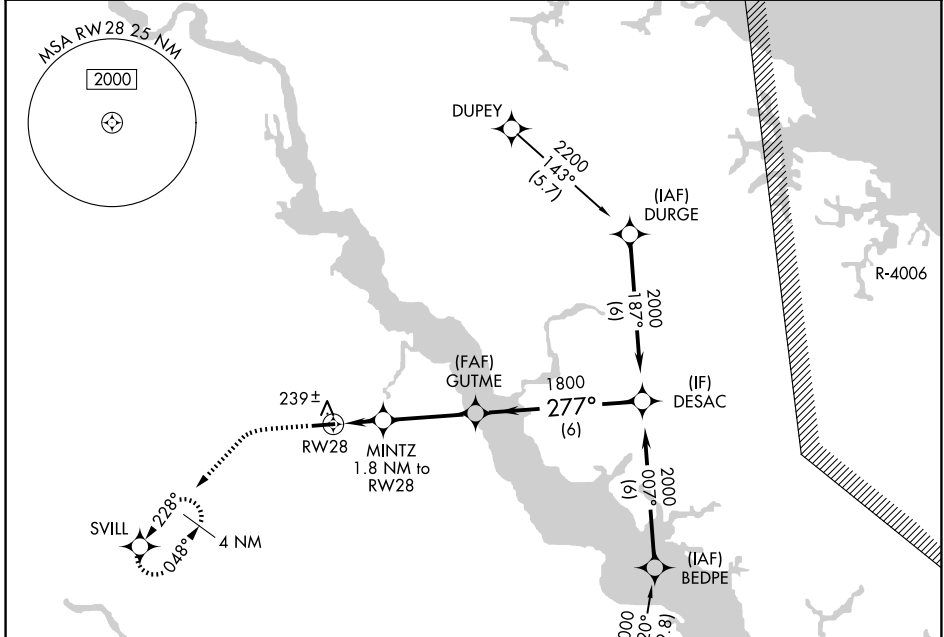 MSA RW 28 25 NM
2000
DUPEY
2200
143°
(5.7)
(IAF)
DURGE
R-4006
2000
187°
(6)
(FAF)
GUTME
1800
277°
(6)
(IF)
DESAC
239±
RW28
MINTZ
1.8 NM to
RW28
2000
007°
(6)
SVILL
228°
048°
4 NM
(IAF)
BEDPE